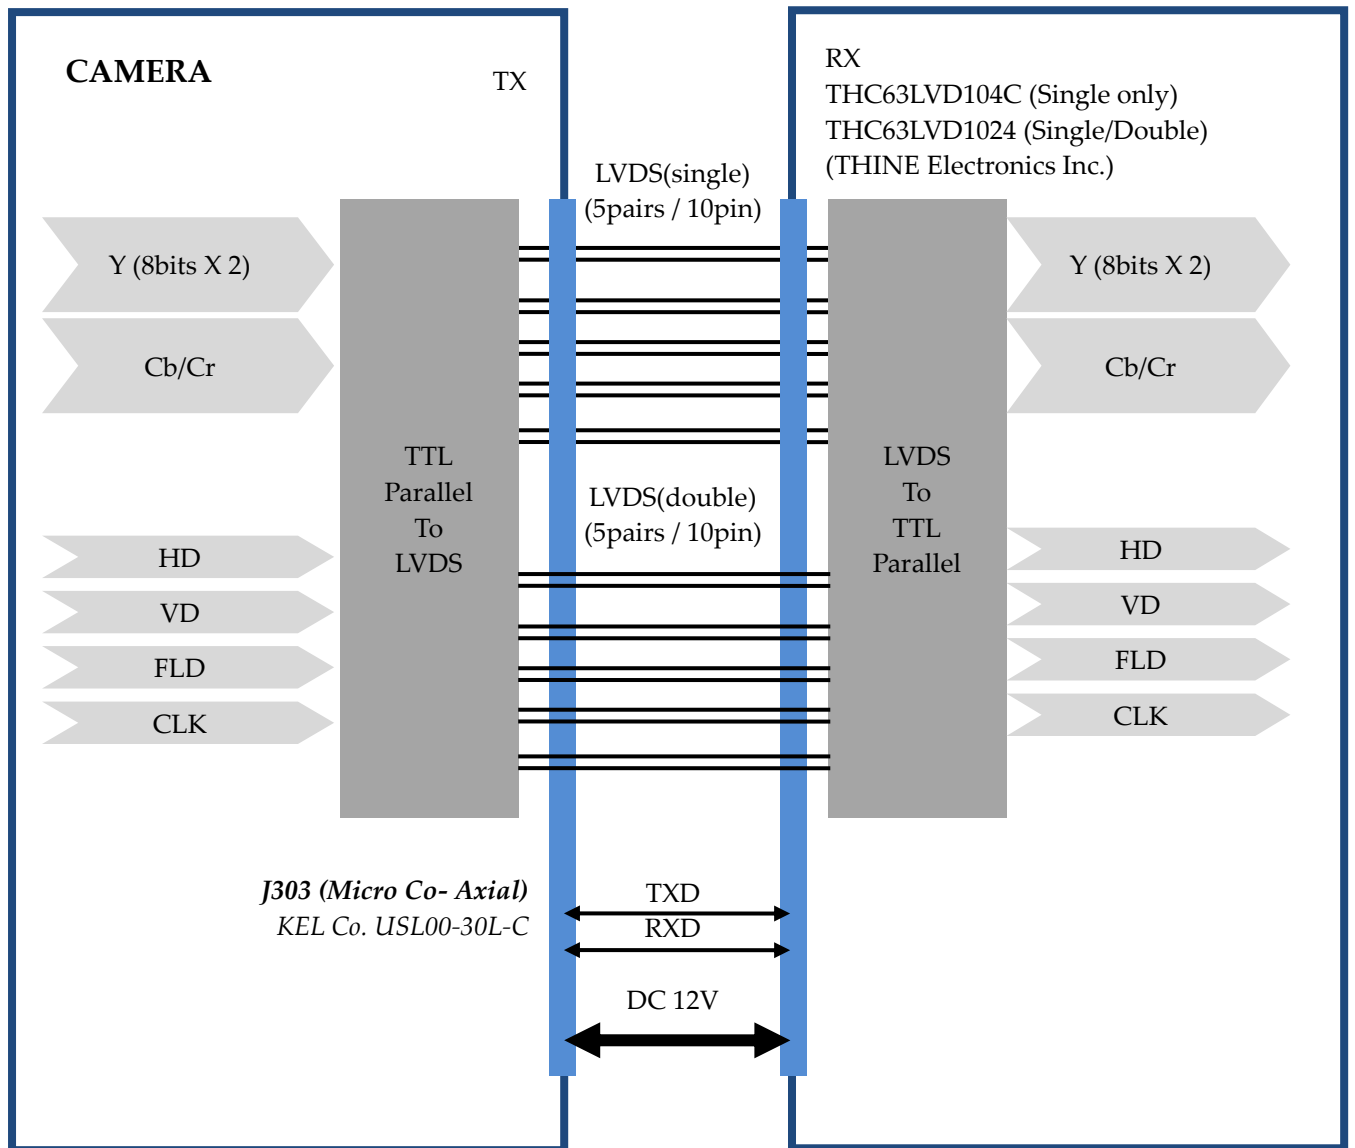 CAMERA
TX
RX
THC63LVD104C (Single only)
THC63LVD1024 (Single/Double)
(THINE Electronics Inc.)
LVDS(single)
(5pairs / 10pin)
Y (8bits X 2)
Cb/Cr
HD
VD
FLD
CLK
TTL
Parallel
To
LVDS
LVDS(double)
(5pairs / 10pin)
LVDS
To
TTL
Parallel
Y (8bits X 2)
Cb/Cr
HD
VD
FLD
CLK
J303 (Micro Co- Axial)
KEL Co. USL00-30L-C
TXD
RXD
DC 12V